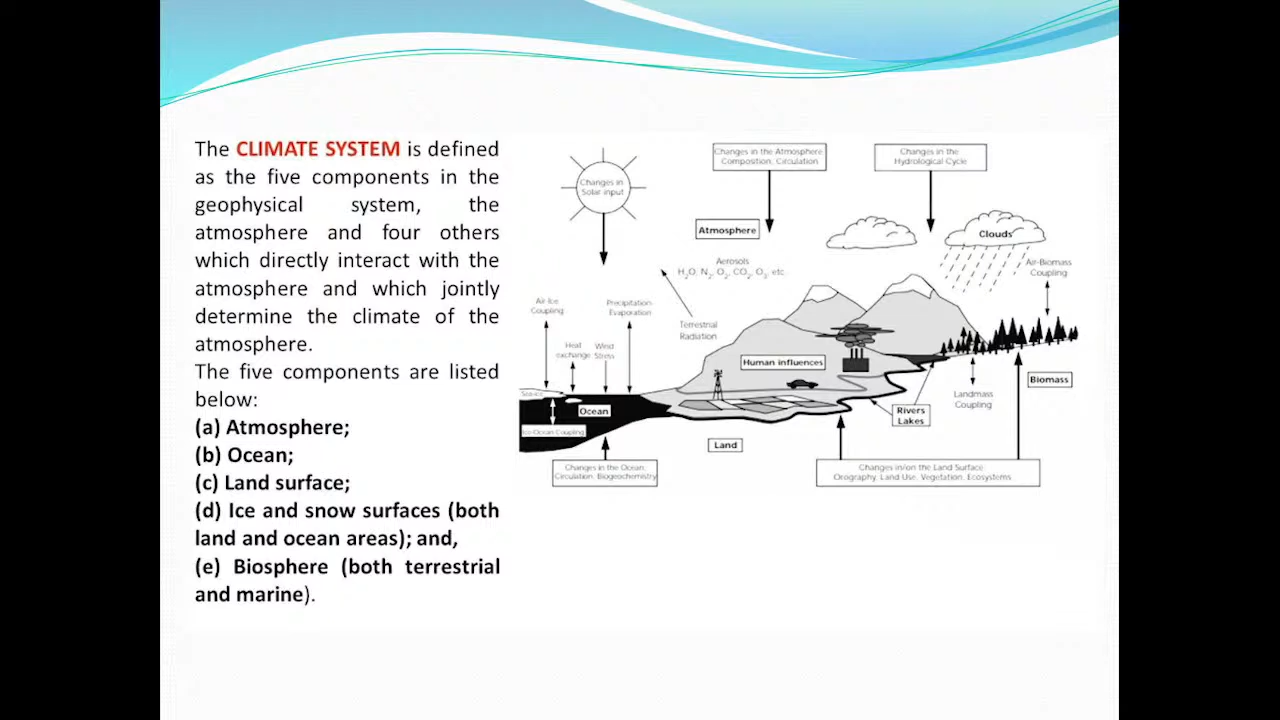 The CLIMATE SYSTEM is defined
as the five components in the
geophysical system, the
atmosphere and four others
which directly interact with the
atmosphere and which jointly
determine the climate of the
atmosphere.
The five components are listed
below:
(a) Atmosphere;
(b) Ocean;
(c) Land surface;
(d) Ice and snow surfaces (both
land and ocean areas); and,
(e) Biosphere (both terrestrial
and marine).
Changes in
Solar input
Changes in the Atmosphere
Composition, Circulation
Changes in the
Hydrological Cycle
Atmosphere
Clouds
Aerosols
H2O, N2, O2, CO2, O3, etc.
Air-Biomass
Coupling
Air-Ice
Coupling
Precipitation-
Evaporation
Terrestrial
Radiation
Heat
exchange
Wind
Stress
Human influences
Biomass
Landmass
Coupling
Ocean
Rivers
Lakes
Ice-Ocean Coupling
Land
Changes in the Ocean:
Circulation, Biogeochemistry
Changes in/on the Land Surface:
Orography, Land Use, Vegetation, Ecosystems